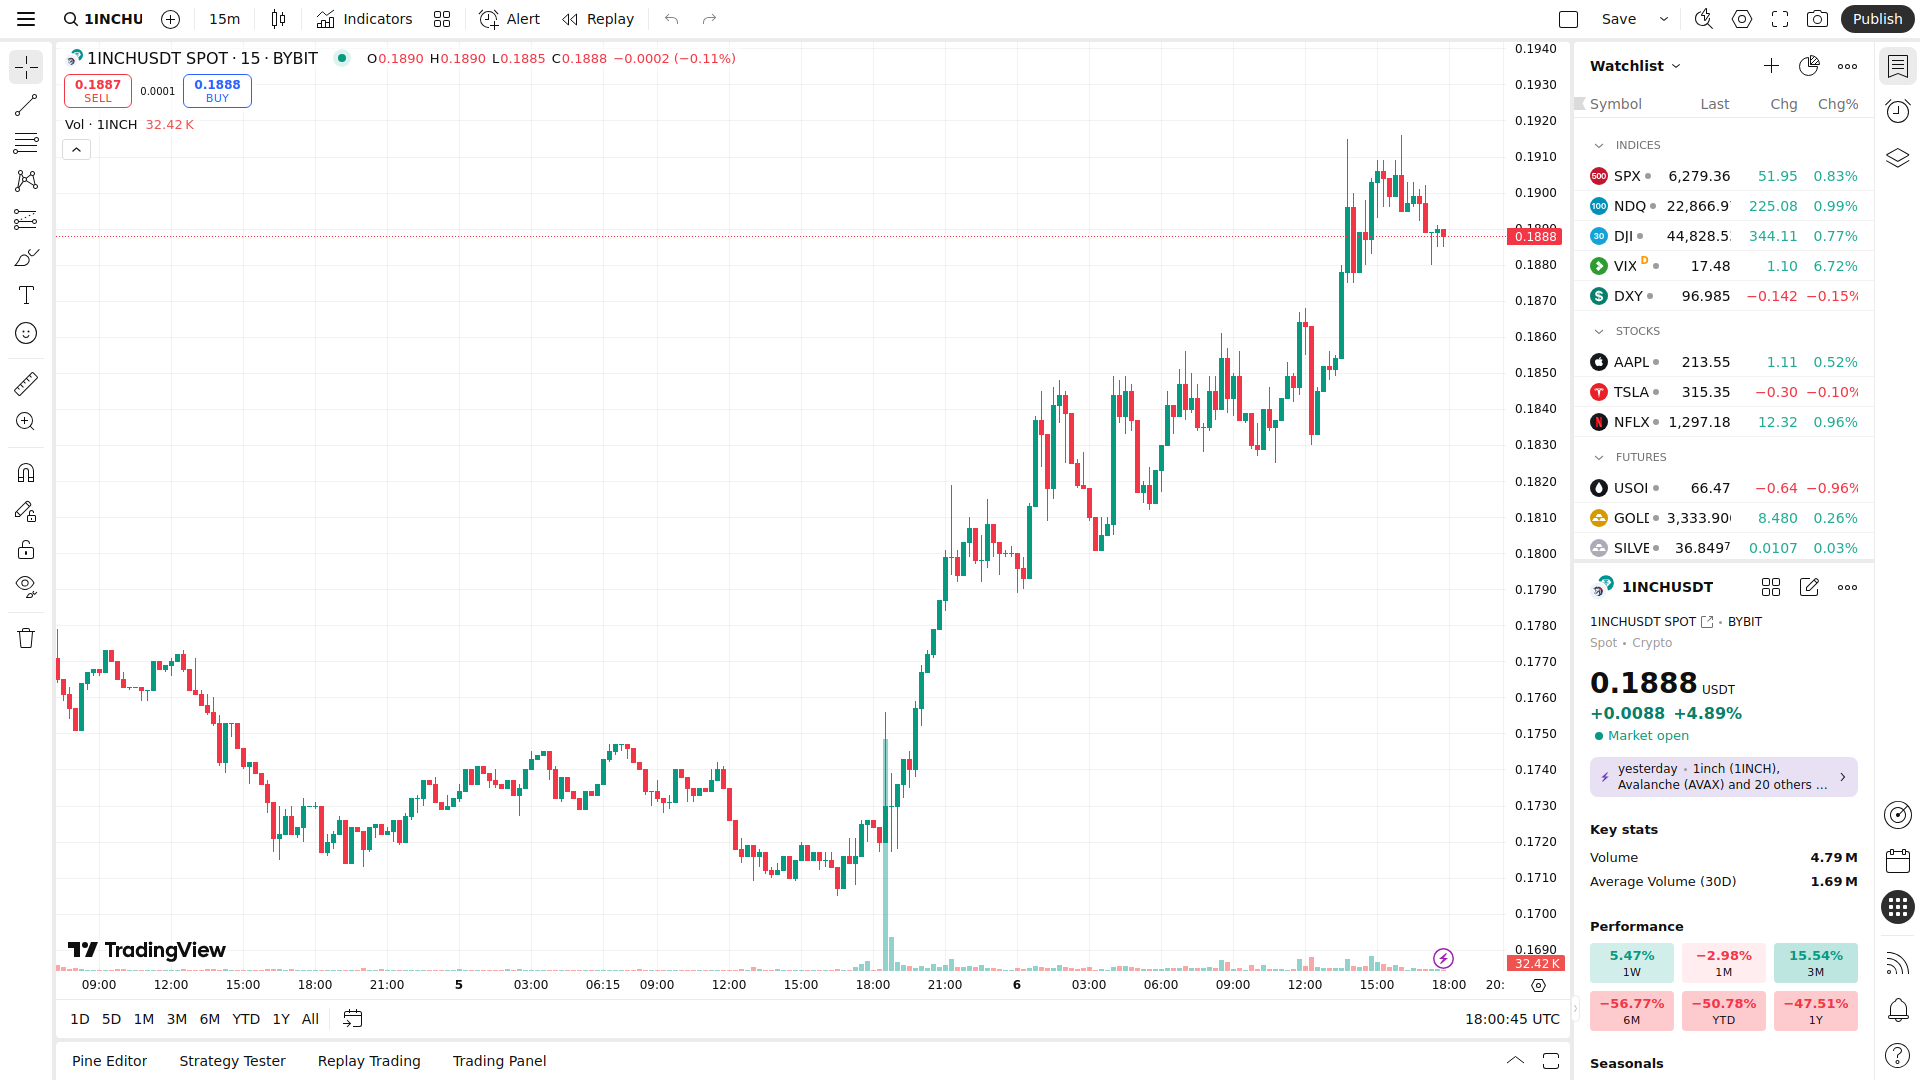 1INCHU
15m
Indicators
Alert
Replay
Save
Publish
1INCHUSDT SPOT · 15 · BYBIT
O0.1890 H0.1890 L0.1885 C0.1888 −0.0002 (−0.11%)
0.1887
SELL
0.0001
0.1888
BUY
Vol · 1INCH 32.42 K
0.1940
0.1930
0.1920
0.1910
0.1900
0.1888
0.1880
0.1870
0.1860
0.1850
0.1840
0.1830
0.1820
0.1810
0.1800
0.1790
0.1780
0.1770
0.1760
0.1750
0.1740
0.1730
0.1720
0.1710
0.1700
0.1690
32.42 K
TradingView
09:00 12:00 15:00 18:00 21:00 5 03:00 06:15 09:00 12:00 15:00 18:00 21:00 6 03:00 06:00 09:00 12:00 15:00 18:00 20:
1D 5D 1M 3M 6M YTD 1Y All
18:00:45 UTC
Pine Editor
Strategy Tester
Replay Trading
Trading Panel
Watchlist
Symbol Last Chg Chg%
INDICES
500 SPX 6,279.36 51.95 0.83%
100 NDQ 22,866.9 225.08 0.99%
30 DJI 44,828.5 344.11 0.77%
VIX D 17.48 1.10 6.72%
DXY 96.985 −0.142 −0.15%
STOCKS
AAPL 213.55 1.11 0.52%
TSLA 315.35 −0.30 −0.10%
NFLX 1,297.18 12.32 0.96%
FUTURES
USOI 66.47 −0.64 −0.96%
GOLD 3,333.90 8.480 0.26%
SILVE 36.849⁷ 0.0107 0.03%
1INCHUSDT
1INCHUSDT SPOT • BYBIT
Spot • Crypto
0.1888 USDT
+0.0088 +4.89%
Market open
yesterday • 1inch (1INCH),
Avalanche (AVAX) and 20 others ...
Key stats
Volume 4.79 M
Average Volume (30D) 1.69 M
Performance
5.47% −2.98% 15.54%
1W 1M 3M
−56.77% −50.78% −47.51%
6M YTD 1Y
Seasonals